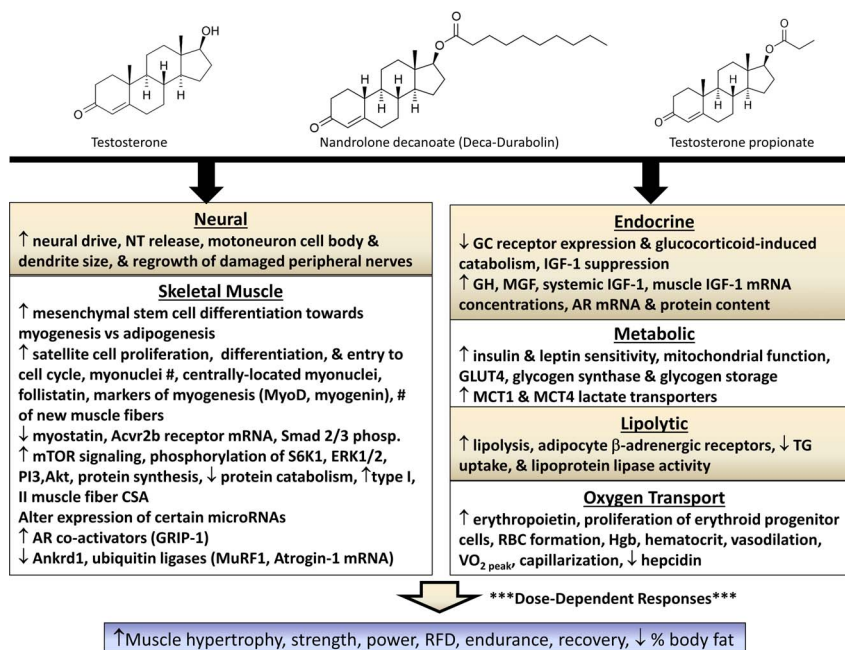 OH
H
H
H
O
Testosterone
O
O
H
H
H
H
O
Nandrolone decanoate (Deca-Durabolin)
O
O
H
H
H
O
Testosterone propionate
Neural
↑ neural drive, NT release, motoneuron cell body &
dendrite size, & regrowth of damaged peripheral nerves
Skeletal Muscle
↑ mesenchymal stem cell differentiation towards
myogenesis vs adipogenesis
↑ satellite cell proliferation, differentiation, & entry to
cell cycle, myonuclei #, centrally-located myonuclei,
follistatin, markers of myogenesis (MyoD, myogenin), #
of new muscle fibers
↓ myostatin, Acvr2b receptor mRNA, Smad 2/3 phosp.
↑ mTOR signaling, phosphorylation of S6K1, ERK1/2,
PI3,Akt, protein synthesis, ↓ protein catabolism, ↑type I,
II muscle fiber CSA
Alter expression of certain microRNAs
↑ AR co-activators (GRIP-1)
↓ Ankrd1, ubiquitin ligases (MuRF1, Atrogin-1 mRNA)
Endocrine
↓ GC receptor expression & glucocorticoid-induced
catabolism, IGF-1 suppression
↑ GH, MGF, systemic IGF-1, muscle IGF-1 mRNA
concentrations, AR mRNA & protein content
Metabolic
↑ insulin & leptin sensitivity, mitochondrial function,
GLUT4, glycogen synthase & glycogen storage
↑ MCT1 & MCT4 lactate transporters
Lipolytic
↑ lipolysis, adipocyte β-adrenergic receptors, ↓ TG
uptake, & lipoprotein lipase activity
Oxygen Transport
↑ erythropoietin, proliferation of erythroid progenitor
cells, RBC formation, Hgb, hematocrit, vasodilation,
VO2 peak, capillarization, ↓ hepcidin
***Dose-Dependent Responses***
↑Muscle hypertrophy, strength, power, RFD, endurance, recovery, ↓ % body fat